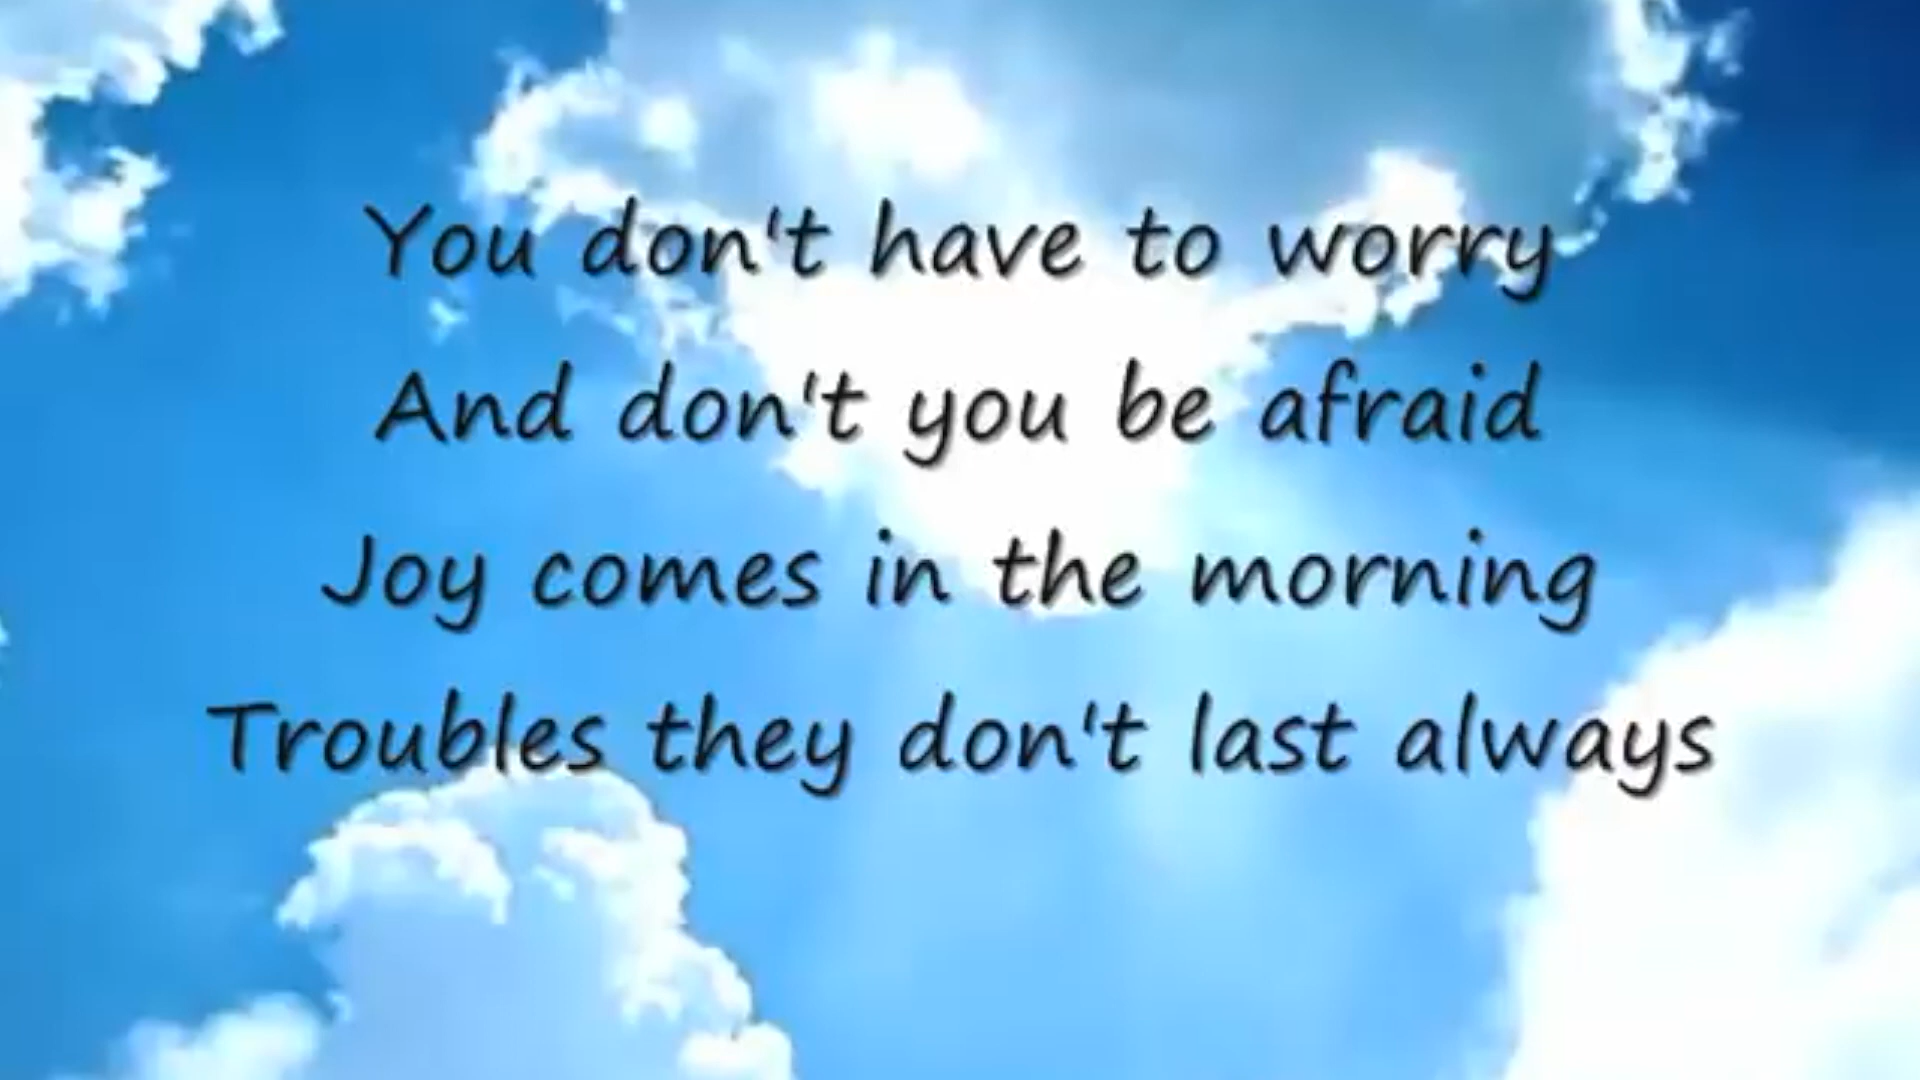 You don't have to worry
And don't you be afraid
Joy comes in the morning
Troubles they don't last always